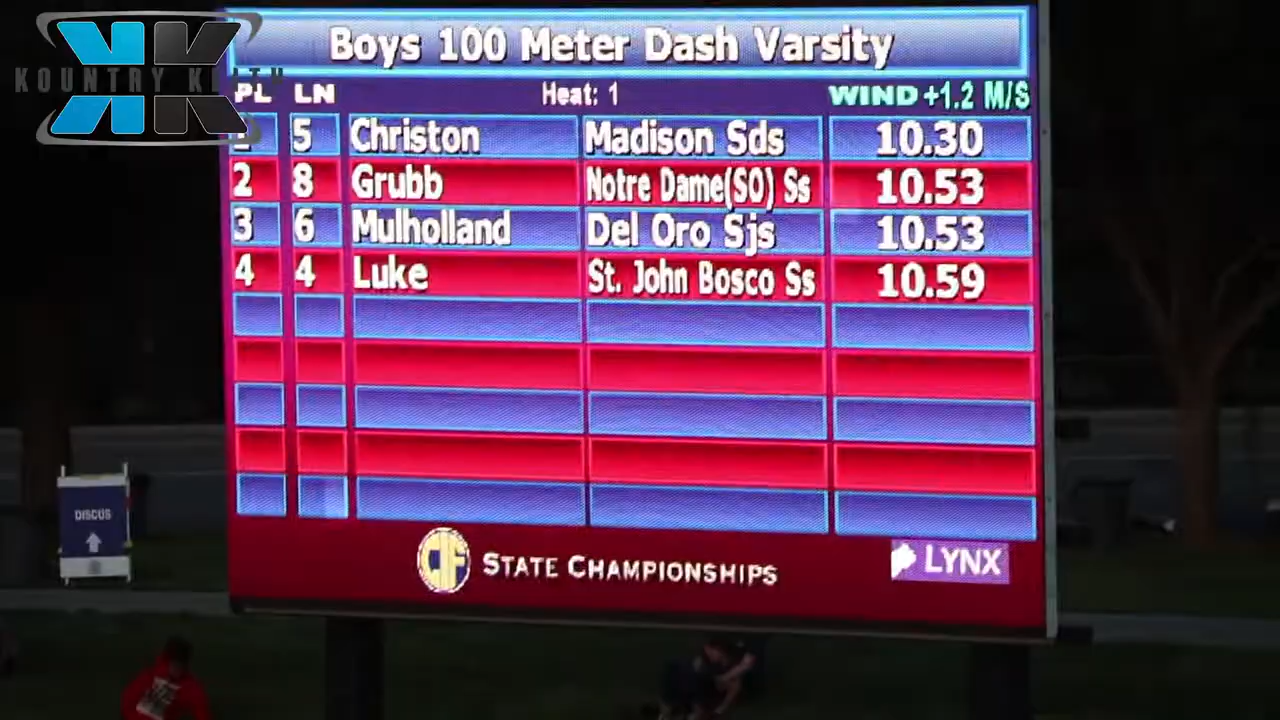 KOUNTRY K
Boys 100 Meter Dash Varsity
PL LN Heat: 1 WIND +1.2 M/S
5 Christon Madison Sds 10.30
2 8 Grubb Notre Dame(SO) Ss 10.53
3 6 Mulholland Del Oro Sjs 10.53
4 4 Luke St. John Bosco Ss 10.59
DISCUS
CIF STATE CHAMPIONSHIPS LYNX